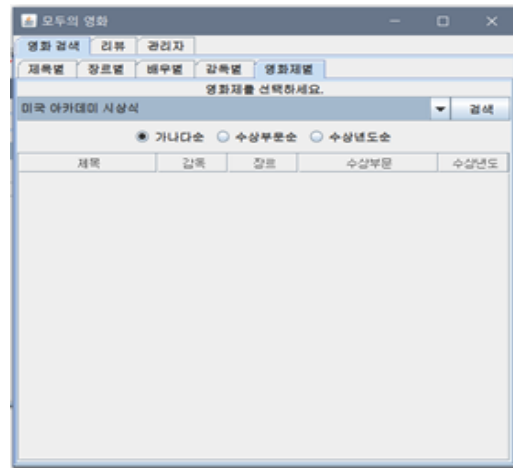 모두의 영화
영화 검색 리뷰 관리자
제목별 장르별 배우별 감독별 영화제별
영화제를 선택하세요.
미국 아카데미 시상식 검색
가나다순 수상부문순 수상년도순
제목 감독 장르 수상부문 수상년도